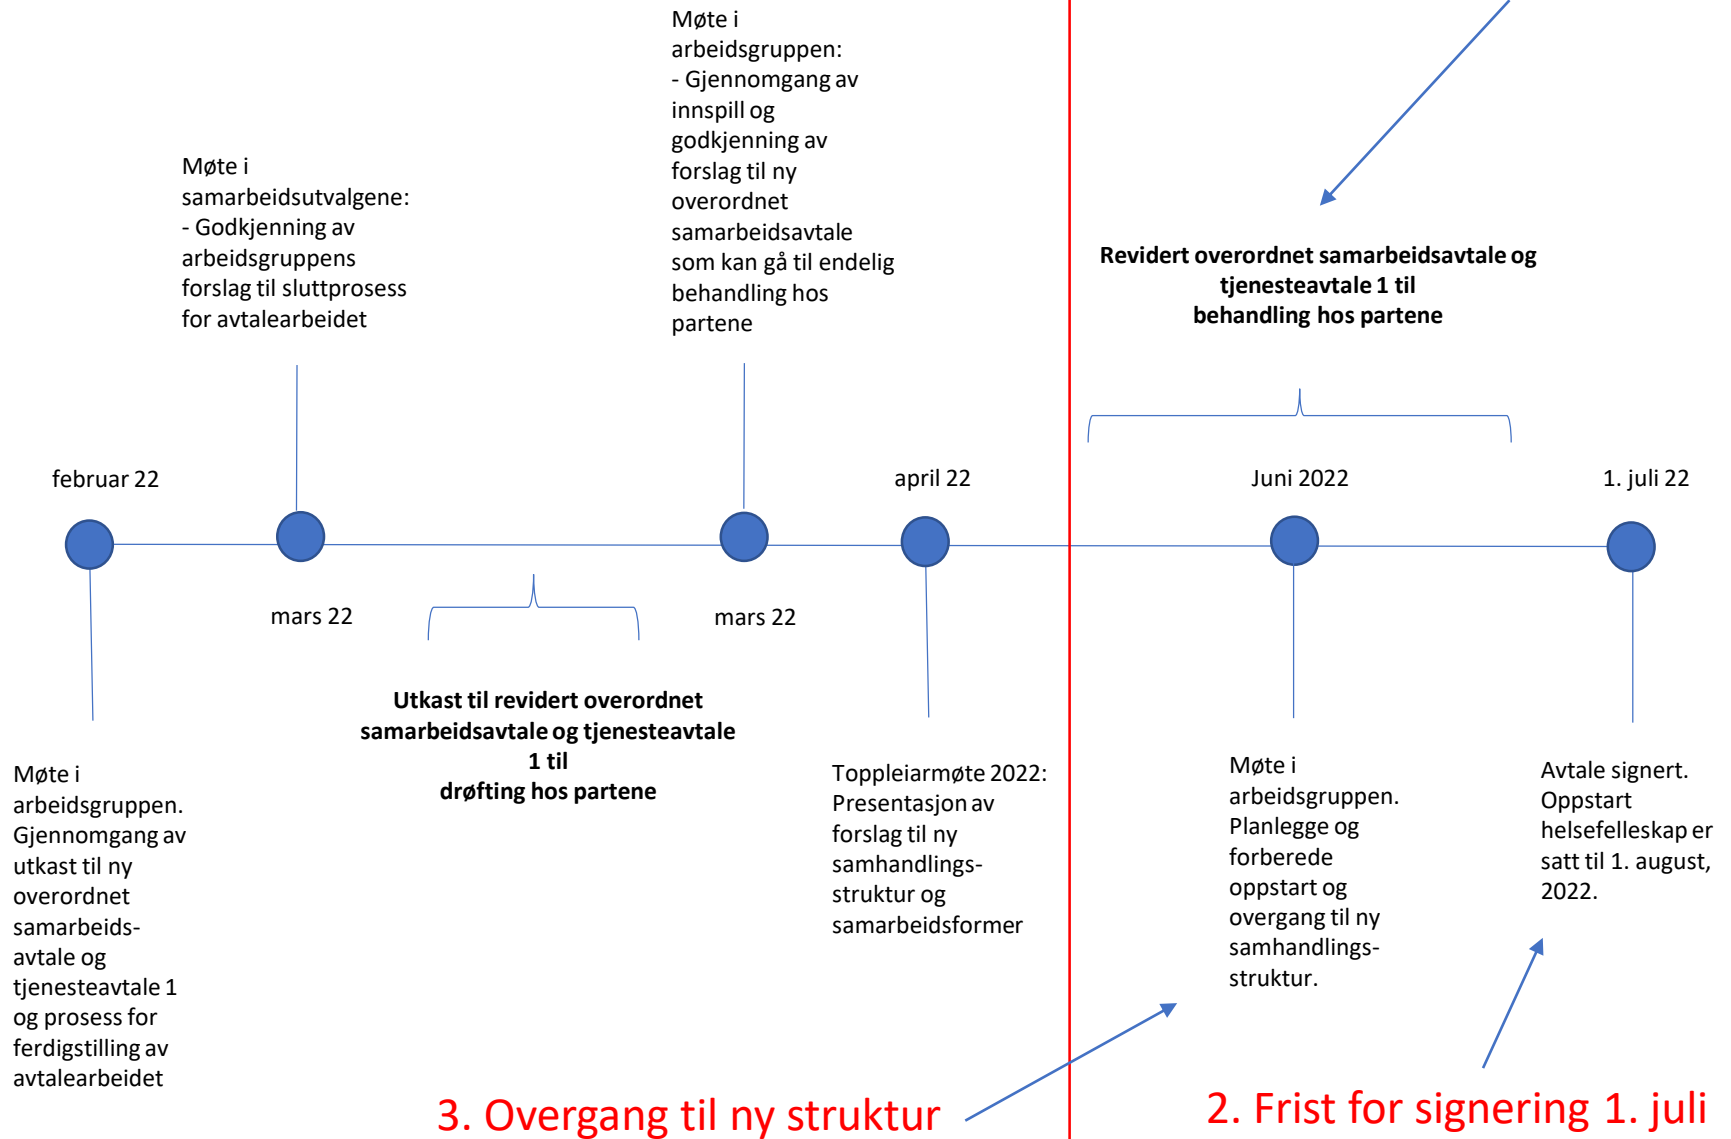 Møte i
arbeidsgruppen:
- Gjennomgang av
innspill og
godkjenning av
forslag til ny
overordnet
samarbeidsavtale
som kan gå til endelig
behandling hos
partene
Møte i
samarbeidsutvalgene:
- Godkjenning av
arbeidsgruppens
forslag til sluttprosess
for avtalearbeidet
Revidert overordnet samarbeidsavtale og
tjenesteavtale 1 til
behandling hos partene
februar 22
april 22
Juni 2022
1. juli 22
mars 22
mars 22
Utkast til revidert overordnet
samarbeidsavtale og tjenesteavtale
1 til
drøfting hos partene
Møte i
arbeidsgruppen.
Gjennomgang av
utkast til ny
overordnet
samarbeids-
avtale og
tjenesteavtale 1
og prosess for
ferdigstilling av
avtalearbeidet
Toppleiarmøte 2022:
Presentasjon av
forslag til ny
samhandlings-
struktur og
samarbeidsformer
Møte i
arbeidsgruppen.
Planlegge og
forberede
oppstart og
overgang til ny
samhandlings-
struktur.
Avtale signert.
Oppstart
helsefelleskap er
satt til 1. august,
2022.
3. Overgang til ny struktur
2. Frist for signering 1. juli